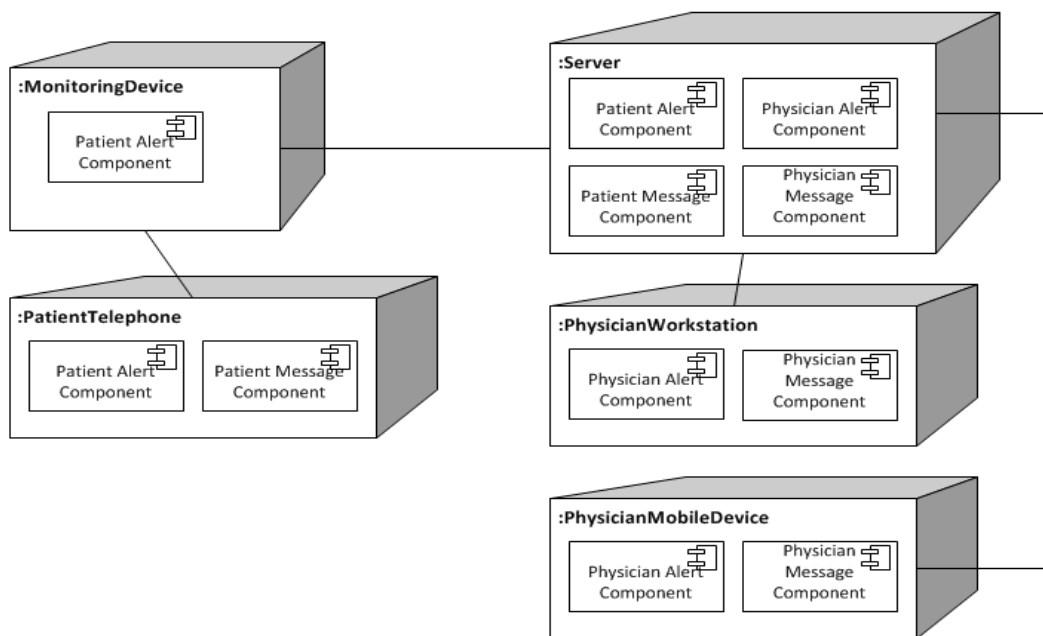 :MonitoringDevice
Patient Alert
Component
:Server
Patient Alert
Component
Physician Alert
Component
Patient Message
Component
Physician
Message
Component
:PatientTelephone
Patient Alert
Component
Patient Message
Component
:PhysicianWorkstation
Physician Alert
Component
Physician
Message
Component
:PhysicianMobileDevice
Physician Alert
Component
Physician
Message
Component